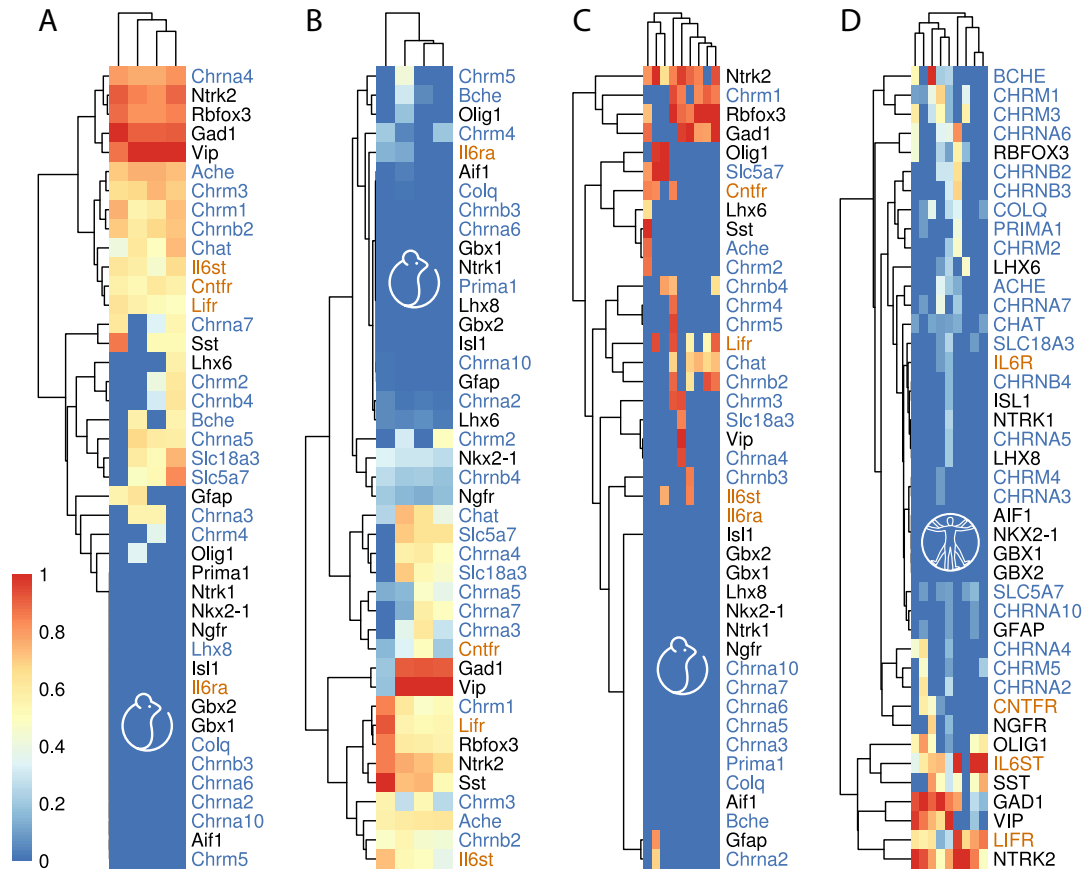 A
Chrna4
Ntrk2
Rbfox3
Gad1
Vip
Ache
Chrm3
Chrm1
Chrnb2
Chat
Il6st
Cntfr
Lifr
Chrna7
Sst
Lhx6
Chrm2
Chrnb4
Bche
Chrna5
Slc18a3
Slc5a7
Gfap
Chrna3
Chrm4
Olig1
Prima1
Ntrk1
Nkx2-1
Ngfr
Lhx8
Isl1
Il6ra
Gbx2
Gbx1
Colq
Chrnb3
Chrna6
Chrna2
Chrna10
Aif1
Chrm5
1
0.8
0.6
0.4
0.2
0
B
Chrm5
Bche
Olig1
Chrm4
Il6ra
Aif1
Colq
Chrnb3
Chrna6
Gbx1
Ntrk1
Prima1
Lhx8
Gbx2
Isl1
Chrna10
Gfap
Chrna2
Lhx6
Chrm2
Nkx2-1
Chrnb4
Ngfr
Chat
Slc5a7
Chrna4
Slc18a3
Chrna5
Chrna7
Chrna3
Cntfr
Gad1
Vip
Chrm1
Lifr
Rbfox3
Ntrk2
Sst
Chrm3
Ache
Chrnb2
Il6st
C
Ntrk2
Chrm1
Rbfox3
Gad1
Olig1
Slc5a7
Cntfr
Lhx6
Sst
Ache
Chrm2
Chrnb4
Chrm4
Chrm5
Lifr
Chat
Chrnb2
Chrm3
Slc18a3
Vip
Chrna4
Chrnb3
Il6st
Il6ra
Isl1
Gbx2
Gbx1
Lhx8
Nkx2-1
Ntrk1
Ngfr
Chrna10
Chrna7
Chrna6
Chrna5
Chrna3
Prima1
Colq
Aif1
Bche
Gfap
Chrna2
D
BCHE
CHRM1
CHRM3
CHRNA6
RBFOX3
CHRNB2
CHRNB3
COLQ
PRIMA1
CHRM2
LHX6
ACHE
CHRNA7
CHAT
SLC18A3
IL6R
CHRNB4
ISL1
NTRK1
CHRNA5
LHX8
CHRM4
CHRNA3
AIF1
NKX2-1
GBX1
GBX2
SLC5A7
CHRNA10
GFAP
CHRNA4
CHRM5
CHRNA2
CNTFR
NGFR
OLIG1
IL6ST
SST
GAD1
VIP
LIFR
NTRK2